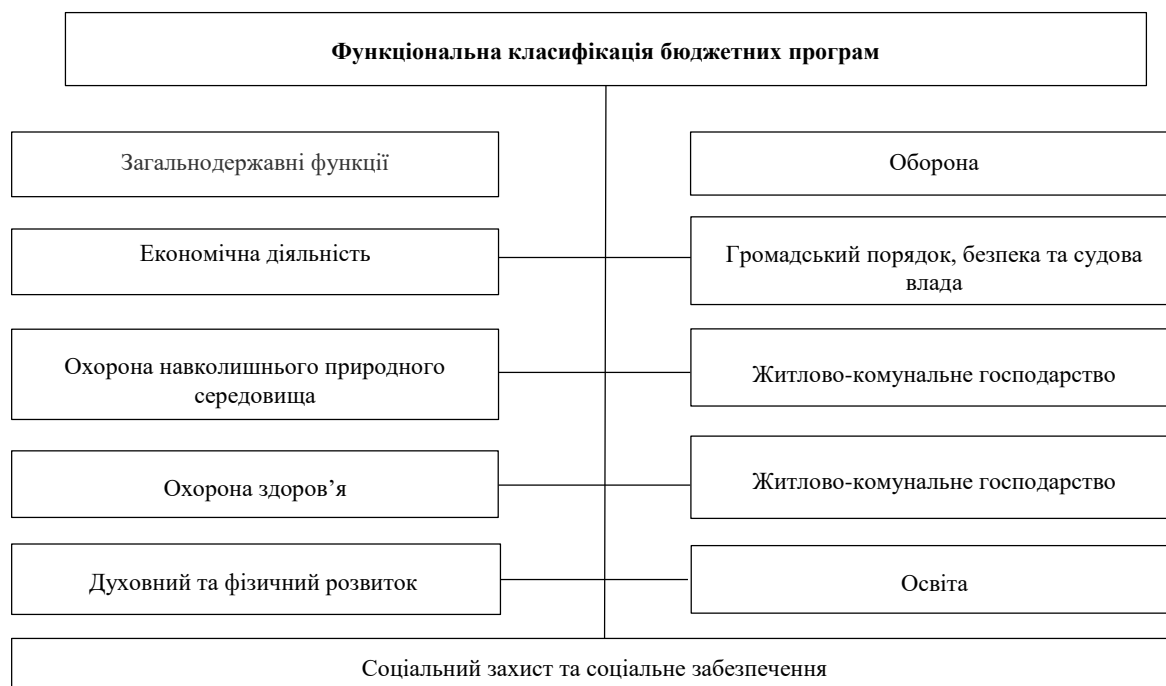 Функціональна класифікація бюджетних програм
Загальнодержавні функції
Оборона
Економічна діяльність
Громадський порядок, безпека та судова
влада
Охорона навколишнього природного
середовища
Житлово-комунальне господарство
Охорона здоров’я
Житлово-комунальне господарство
Духовний та фізичний розвиток
Освіта
Соціальний захист та соціальне забезпечення